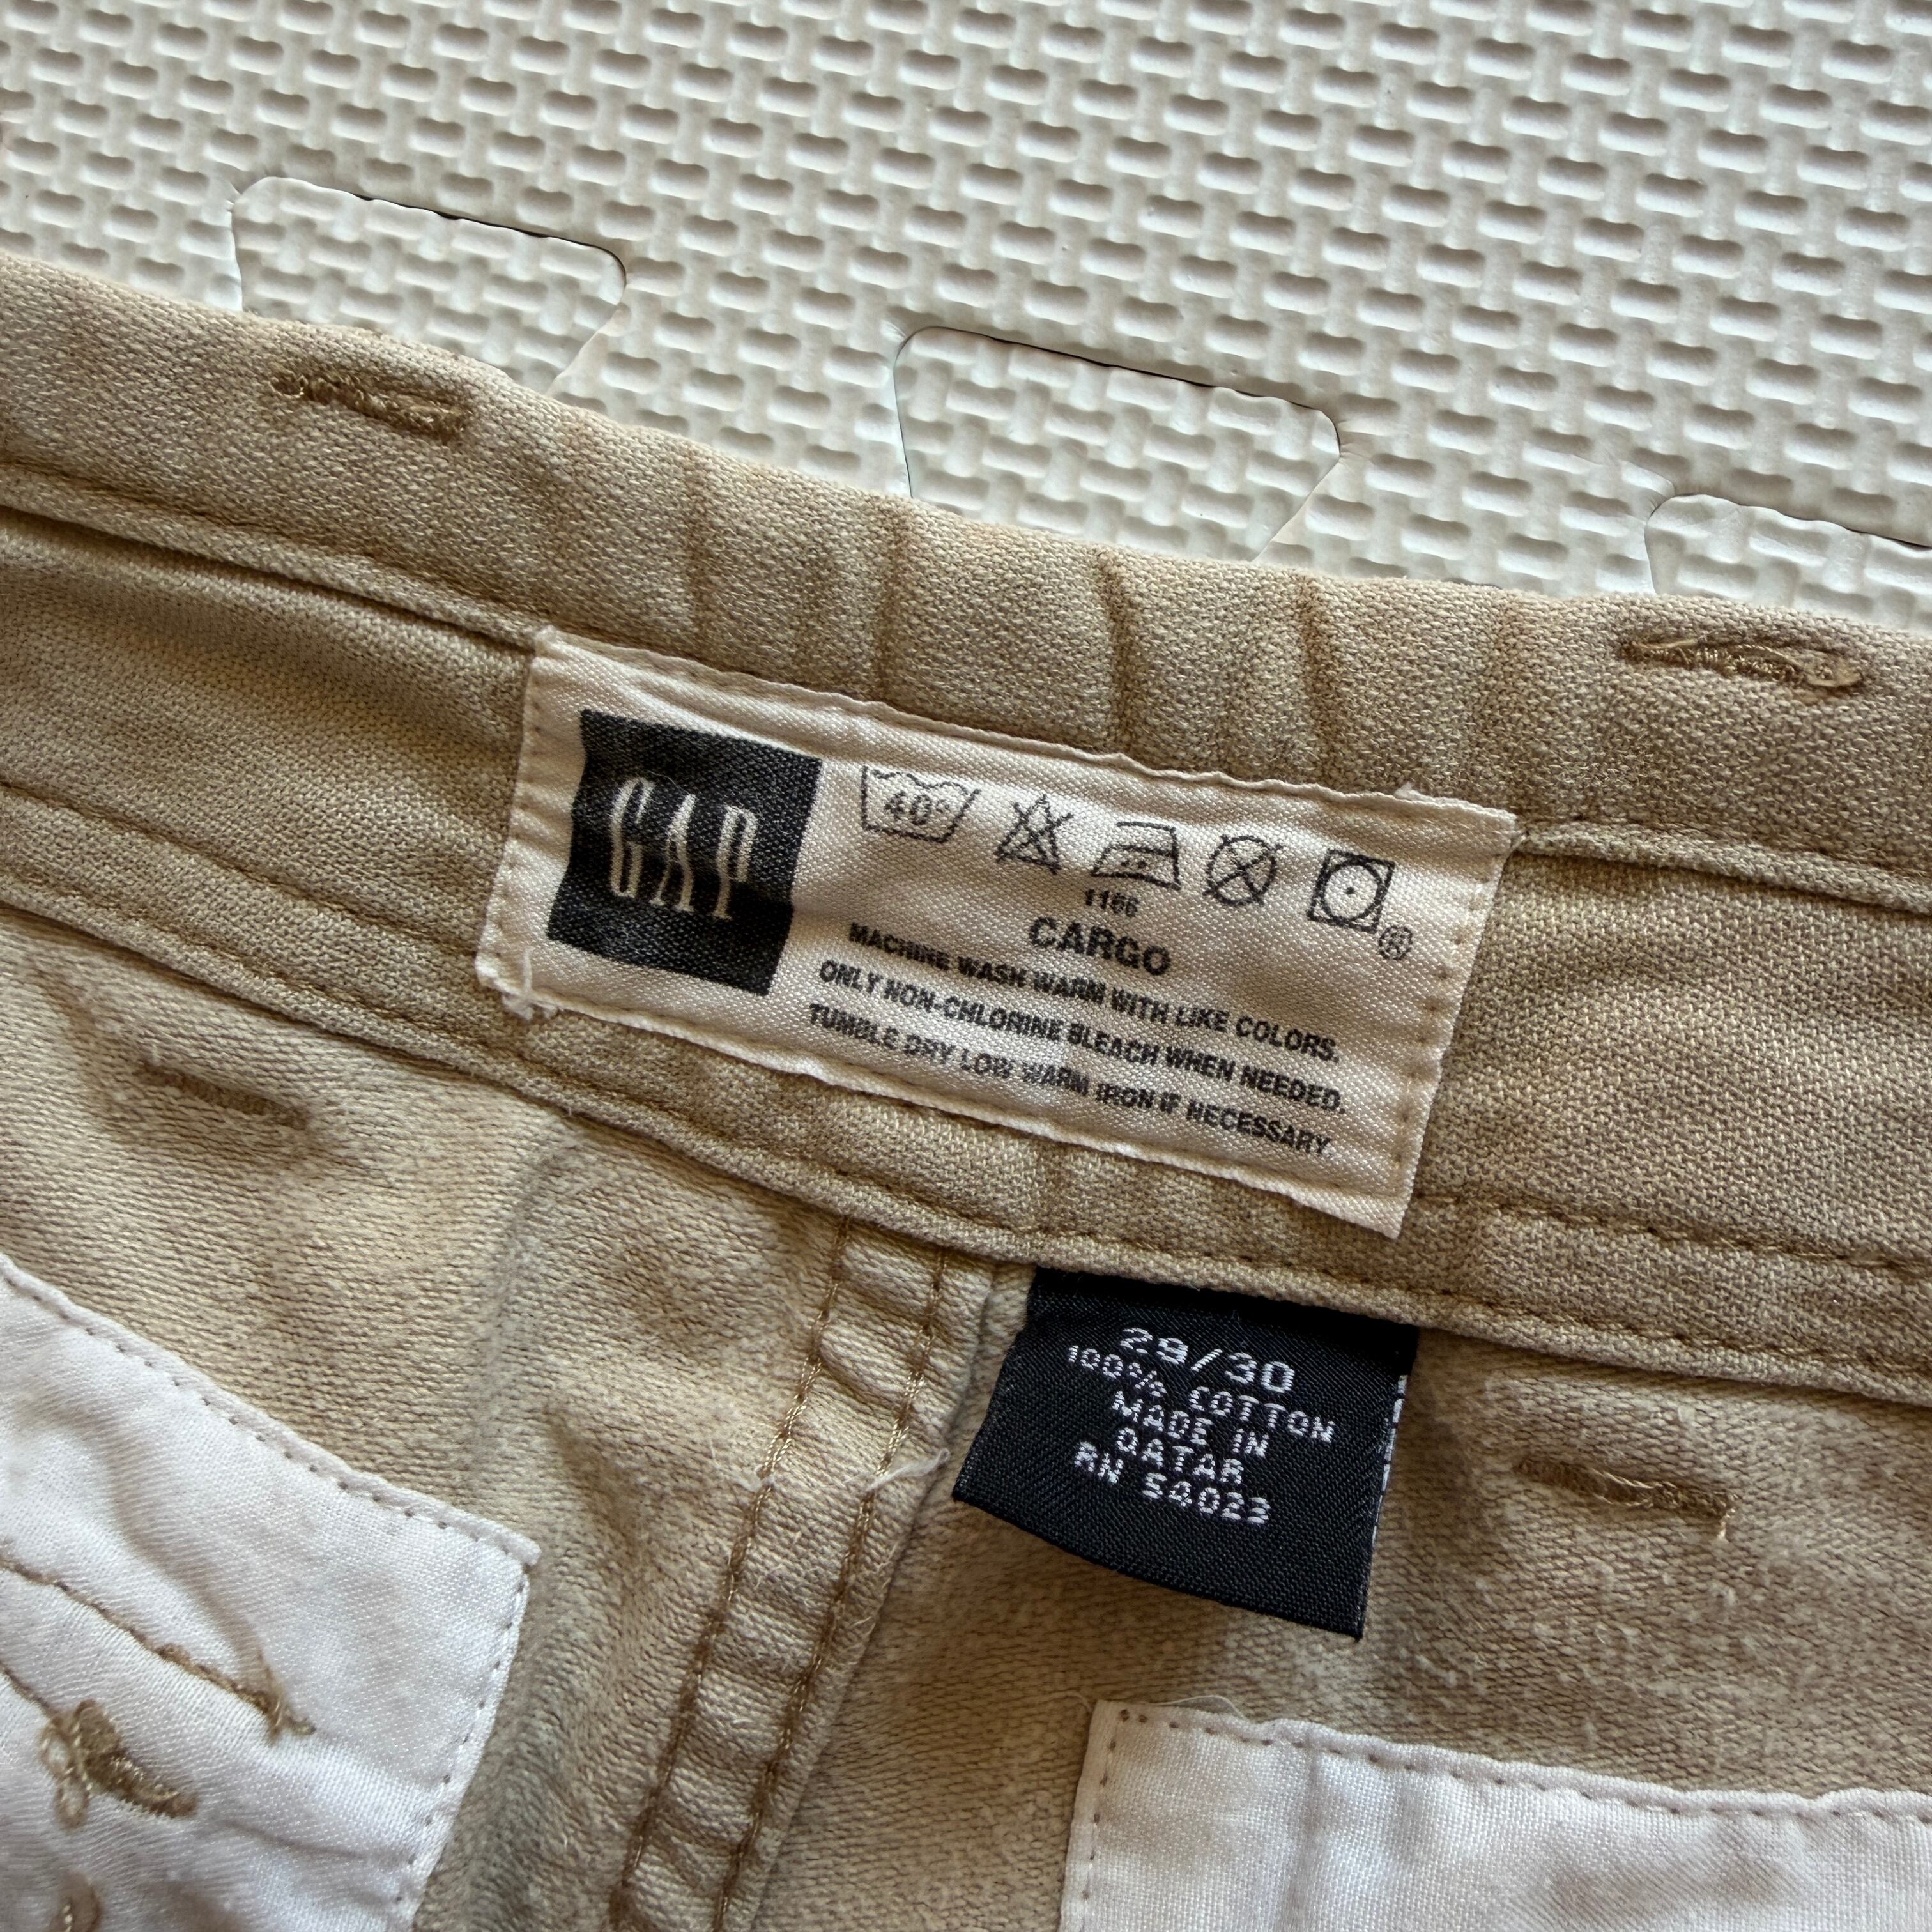 GAP
40°
1166
CARGO
®
MACHINE WASH WARM WITH LIKE COLORS.
ONLY NON-CHLORINE BLEACH WHEN NEEDED.
TUMBLE DRY LOW WARM IRON IF NECESSARY
29/30
100% COTTON
MADE IN
QATAR
RN 54023